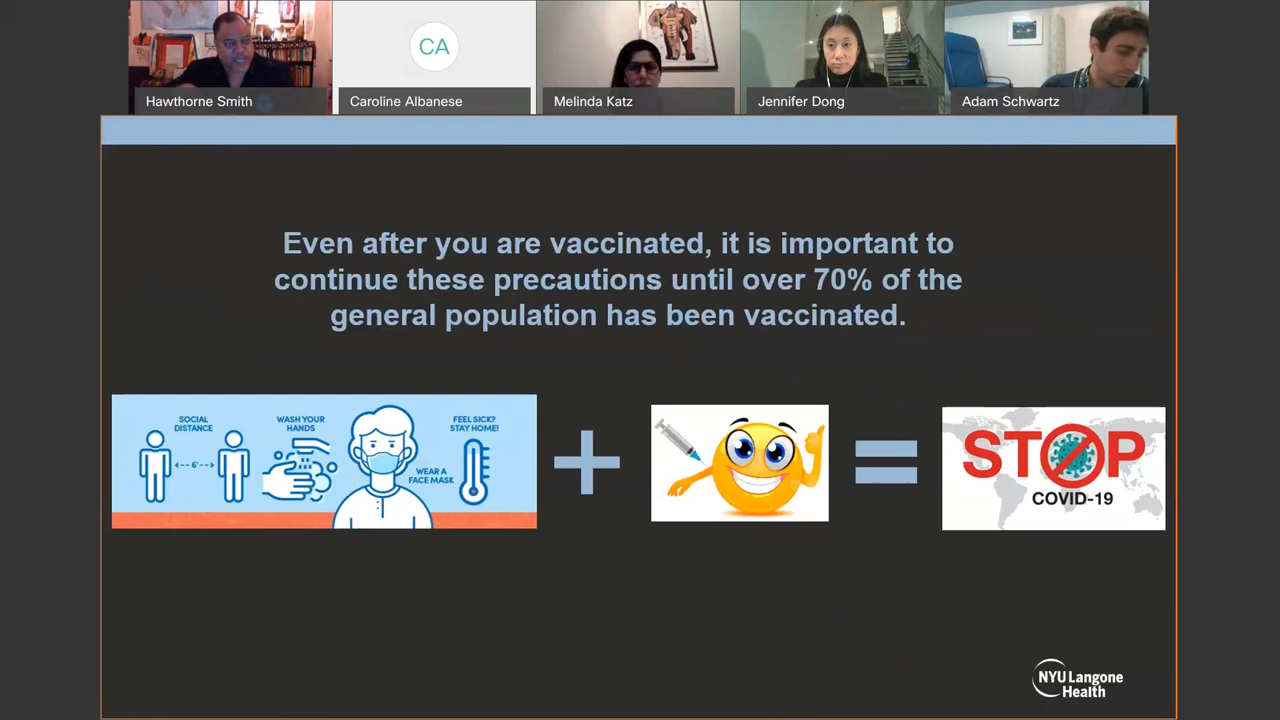 CA
Hawthorne Smith
Caroline Albanese
Melinda Katz
Jennifer Dong
Adam Schwartz
Even after you are vaccinated, it is important to
continue these precautions until over 70% of the
general population has been vaccinated.
SOCIAL
DISTANCE
6'
WASH YOUR
HANDS
WEAR A
FACE MASK
FEEL SICK?
STAY HOME!
STOP
COVID-19
NYU Langone
Health